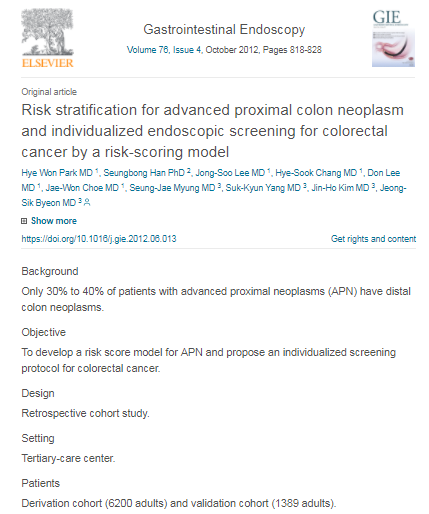 ELSEVIER
Gastrointestinal Endoscopy
Volume 76, Issue 4, October 2012, Pages 818-828
GIE
Original article
Risk stratification for advanced proximal colon neoplasm
and individualized endoscopic screening for colorectal
cancer by a risk-scoring model
Hye Won Park MD 1, Seungbong Han PhD 2, Jong-Soo Lee MD 1, Hye-Sook Chang MD 1, Don Lee
MD 1, Jae-Won Choe MD 1, Seung-Jae Myung MD 3, Suk-Kyun Yang MD 3, Jin-Ho Kim MD 3, Jeong-
Sik Byeon MD 3
Show more
https://doi.org/10.1016/j.gie.2012.06.013
Get rights and content
Background
Only 30% to 40% of patients with advanced proximal neoplasms (APN) have distal
colon neoplasms.
Objective
To develop a risk score model for APN and propose an individualized screening
protocol for colorectal cancer.
Design
Retrospective cohort study.
Setting
Tertiary-care center.
Patients
Derivation cohort (6200 adults) and validation cohort (1389 adults).